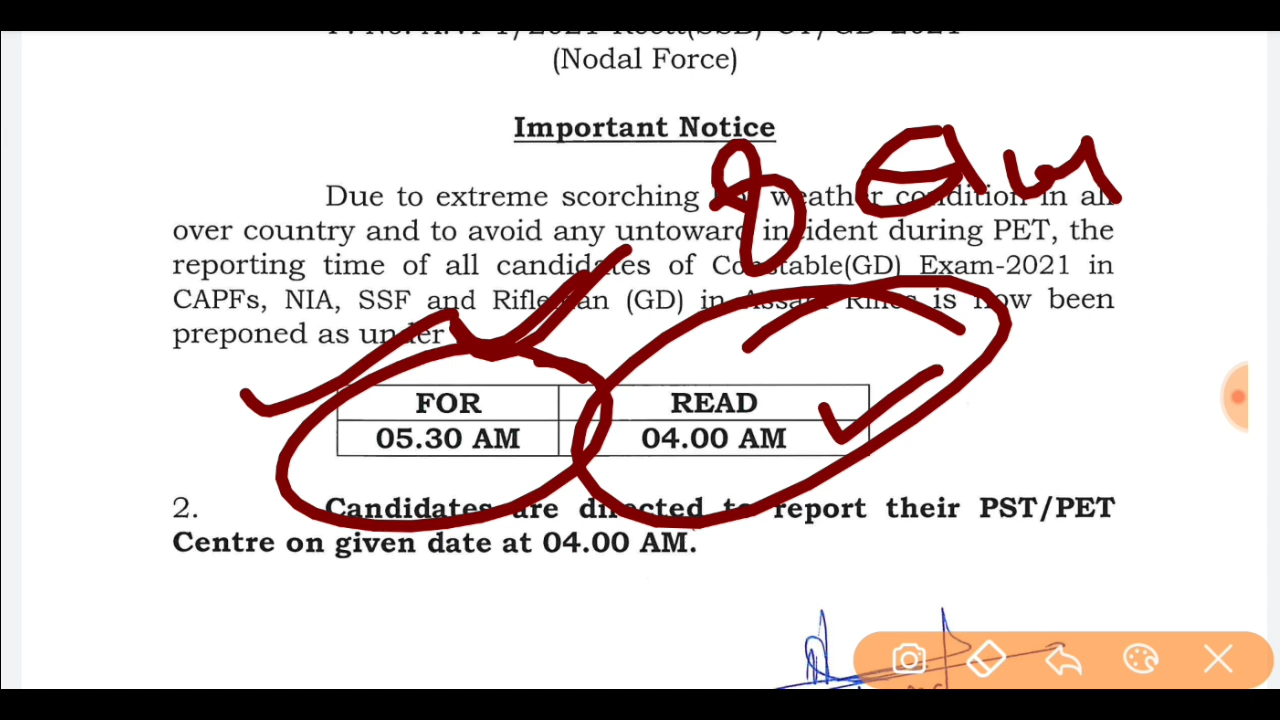 (Nodal Force)
Important Notice
Due to extreme scorching weather condition in all
over country and to avoid any untoward incident during PET, the
reporting time of all candidates of Constable(GD) Exam-2021 in
CAPFs, NIA, SSF and Rifleman (GD) in Assam Rifles is now been
preponed as under
FOR READ
05.30 AM 04.00 AM
2. Candidates are directed to report their PST/PET
Centre on given date at 04.00 AM.